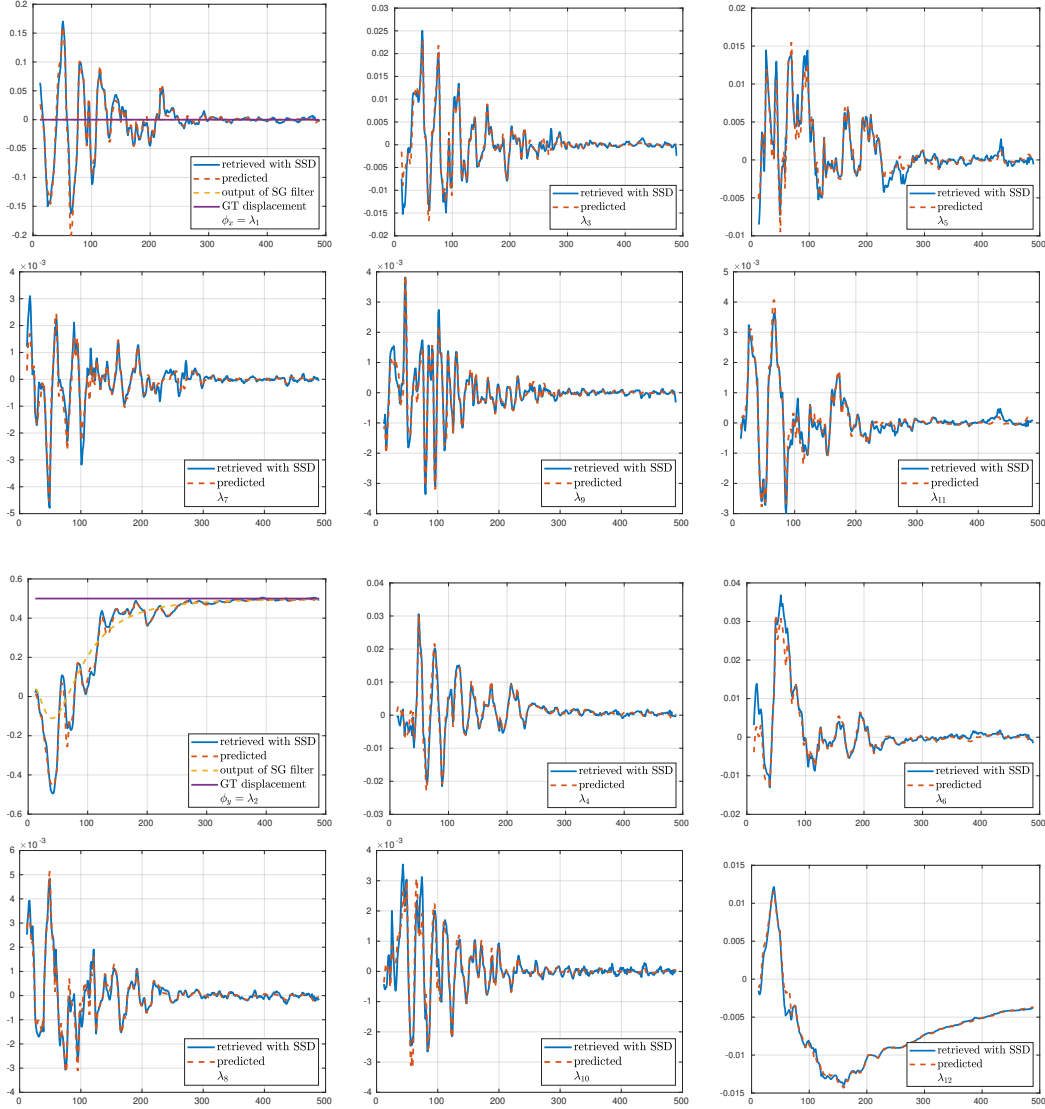 0.2
0.15
0.1
0.05
0
-0.05
-0.1
-0.15
-0.2
0 100 200 300 400 500
retrieved with SSD
predicted
output of SG filter
GT displacement
ϕx = λ1
0.03
0.025
0.02
0.015
0.01
0.005
0
-0.005
-0.01
-0.015
-0.02
0 100 200 300 400 500
retrieved with SSD
predicted
λ3
0.02
0.015
0.01
0.005
0
-0.005
-0.01
0 100 200 300 400 500
retrieved with SSD
predicted
λ5
4 ×10⁻³
3
2
1
0
-1
-2
-3
-4
-5
0 100 200 300 400 500
retrieved with SSD
predicted
λ7
4 ×10⁻³
3
2
1
0
-1
-2
-3
-4
0 100 200 300 400 500
retrieved with SSD
predicted
λ9
5 ×10⁻³
4
3
2
1
0
-1
-2
-3
0 100 200 300 400 500
retrieved with SSD
predicted
λ11
0.6
0.4
0.2
0
-0.2
-0.4
0.6
0 100 200 300 400 500
retrieved with SSD
predicted
output of SG filter
GT displacement
ϕy = λ2
0.04
0.03
0.02
0.01
0
-0.01
-0.02
-0.03
0 100 200 300 400 500
retrieved with SSD
predicted
λ4
0.04
0.03
0.02
0.01
0
-0.01
0.02
0 100 200 300 400 500
retrieved with SSD
predicted
λ6
6 ×10⁻³
5
4
3
2
1
0
-1
-2
-3
-4
0 100 200 300 400 500
retrieved with SSD
predicted
λ8
4 ×10⁻³
3
2
1
0
-1
-2
-3
-4
0 100 200 300 400 500
retrieved with SSD
predicted
λ10
0.015
0.01
0.005
0
-0.005
-0.01
-0.015
0 100 200 300 400 500
retrieved with SSD
predicted
λ12